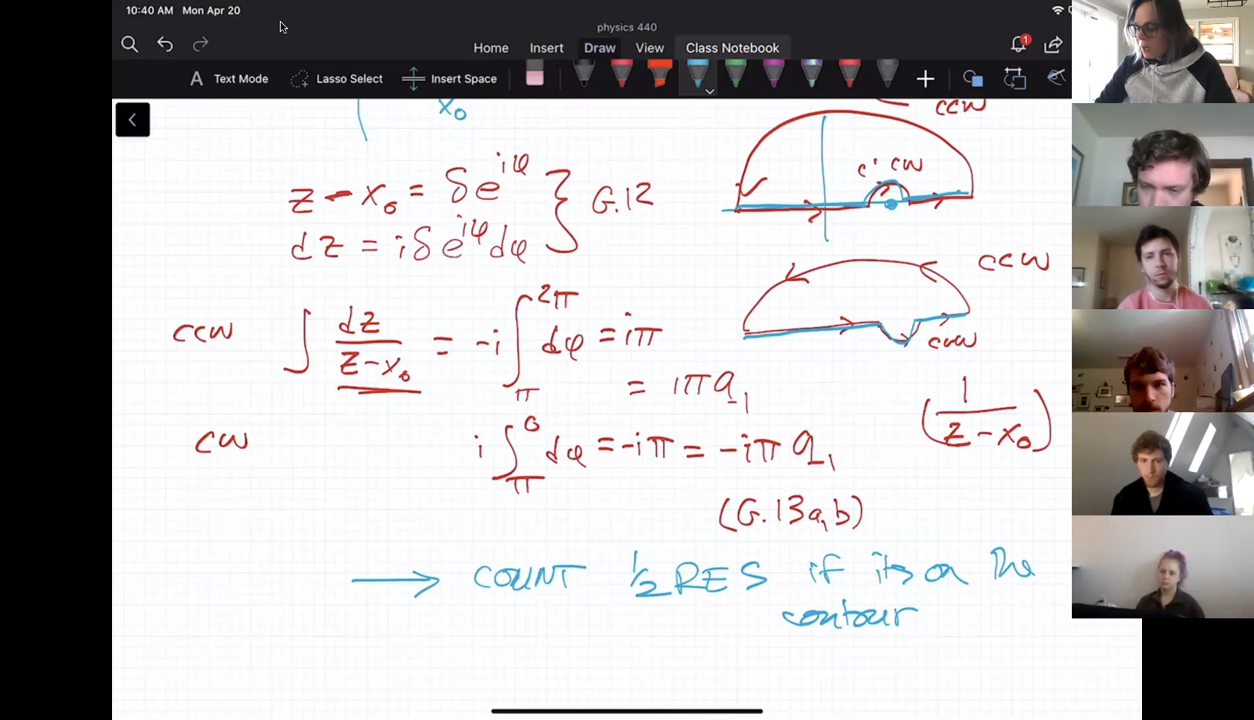 10:40 AM Mon Apr 20
physics 440
Home Insert Draw View Class Notebook
1
A Text Mode Lasso Select Insert Space
x₀
ccw
c' cw
z - x₀ = δe^{iφ}
dz = iδe^{iφ}dφ } G.12
ccw
cww
ccw ∫ dz/(z-x₀) = -i ∫_π^{2π} dφ = iπ
= iπ a₋₁
(1/(z-x₀))
cw i ∫_π^0 dφ = -iπ = -iπ a₋₁
(G.13a,b)
→ COUNT ½ RES if its on the
contour